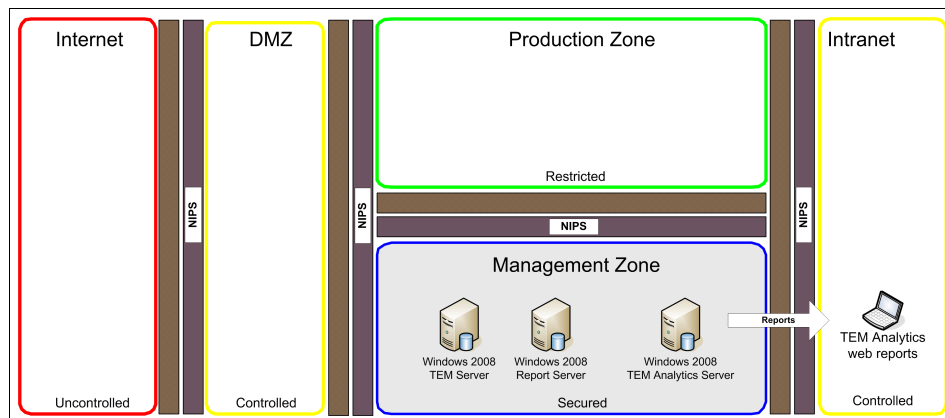 Internet
DMZ
Production Zone
Intranet
Restricted
NIPS
NIPS
NIPS
NIPS
Management Zone
Reports
Windows 2008
TEM Server
Windows 2008
Report Server
Windows 2008
TEM Analytics Server
TEM Analytics
web reports
Uncontrolled
Controlled
Secured
Controlled